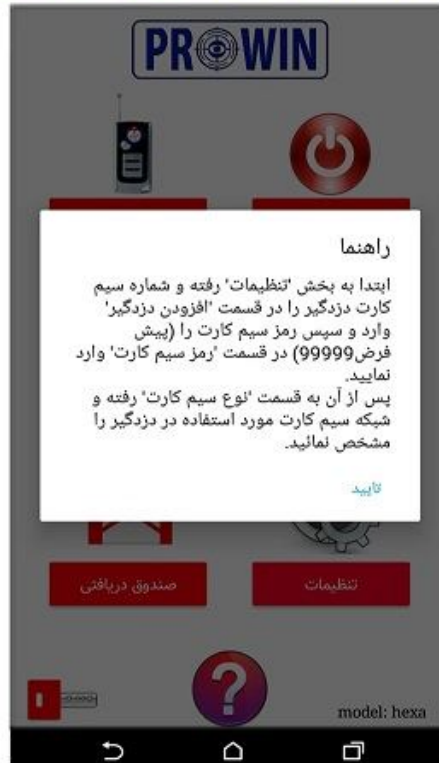 PROWIN
راهنما
ابتدا به بخش 'تنظیمات' رفته و شماره سیم
کارت دزدگیر را در قسمت 'افزودن دزدگیر'
وارد و سپس رمز سیم کارت را (پیش
فرض99999) در قسمت 'رمز سیم کارت' وارد
نمایید.
پس از آن به قسمت 'نوع سیم کارت' رفته و
شبکه سیم کارت مورد استفاده در دزدگیر را
مشخص نمائید.
تایید
صندوق دریافتی
تنظیمات
?
model: hexa